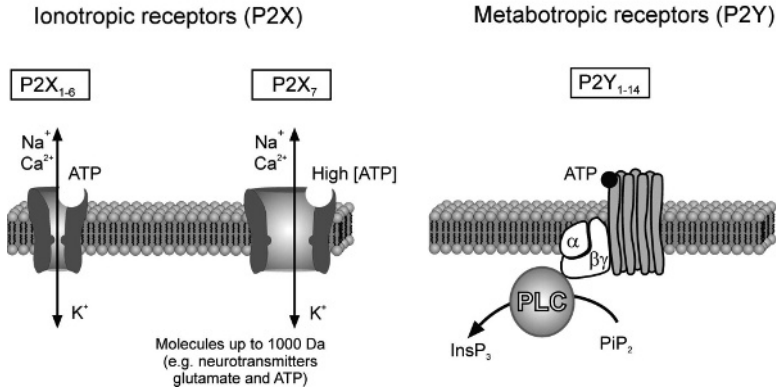 Ionotropic receptors (P2X)
Metabotropic receptors (P2Y)
P2X₁₋₆
P2X₇
P2Y₁₋₁₄
Na⁺
Ca²⁺
ATP
K⁺
Na⁺
Ca²⁺
High [ATP]
K⁺
Molecules up to 1000 Da
(e.g. neurotransmitters
glutamate and ATP)
ATP
α
βγ
PLC
InsP₃
PiP₂